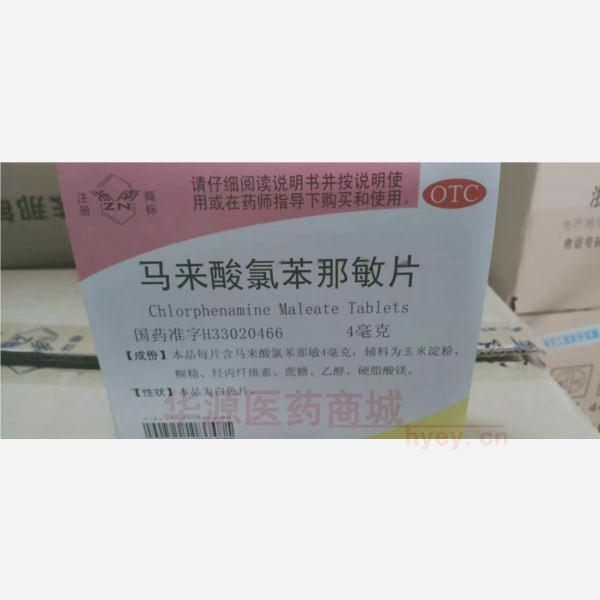 注册
ZN
商标
请仔细阅读说明书并按说明使
用或在药师指导下购买和使用。
OTC
马来酸氯苯那敏片
Chlorphenamine Maleate Tablets
国药准字H33020466 4毫克
【成份】本品每片含马来酸氯苯那敏4毫克,辅料为玉米淀粉、
糊精、羟丙纤维素、蔗糖、乙醇、硬脂酸镁。
【性状】本品为白色片。
华源医药商城
hyey.cn
电话号码